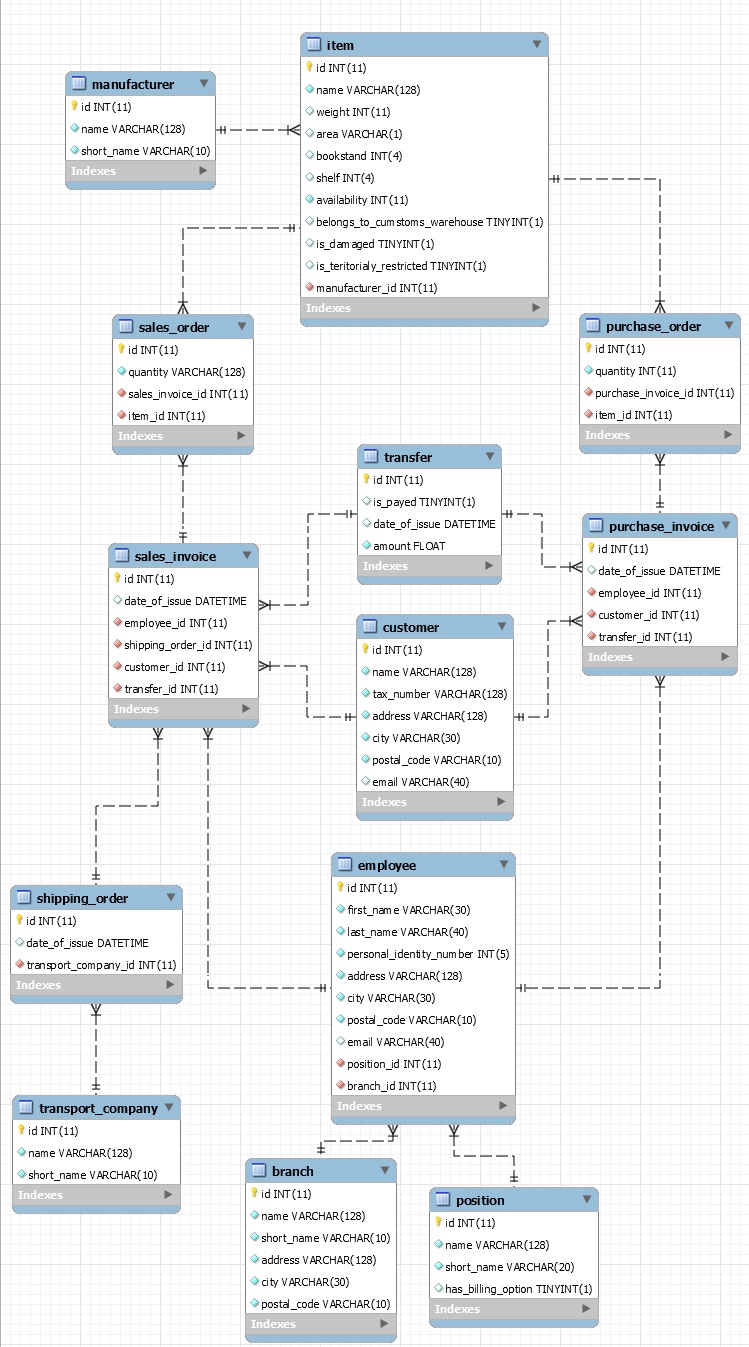 manufacturer
id INT(11)
name VARCHAR(128)
short_name VARCHAR(10)
Indexes
item
id INT(11)
name VARCHAR(128)
weight INT(11)
area VARCHAR(1)
bookstand INT(4)
shelf INT(4)
availability INT(11)
belongs_to_cumstoms_warehouse TINYINT(1)
is_damaged TINYINT(1)
is_teritorialy_restricted TINYINT(1)
manufacturer_id INT(11)
Indexes
sales_order
id INT(11)
quantity VARCHAR(128)
sales_invoice_id INT(11)
item_id INT(11)
Indexes
purchase_order
id INT(11)
quantity INT(11)
purchase_invoice_id INT(11)
item_id INT(11)
Indexes
transfer
id INT(11)
is_payed TINYINT(1)
date_of_issue DATETIME
amount FLOAT
Indexes
sales_invoice
id INT(11)
date_of_issue DATETIME
employee_id INT(11)
shipping_order_id INT(11)
customer_id INT(11)
transfer_id INT(11)
Indexes
purchase_invoice
id INT(11)
date_of_issue DATETIME
employee_id INT(11)
customer_id INT(11)
transfer_id INT(11)
Indexes
customer
id INT(11)
name VARCHAR(128)
tax_number VARCHAR(128)
address VARCHAR(128)
city VARCHAR(30)
postal_code VARCHAR(10)
email VARCHAR(40)
Indexes
employee
id INT(11)
first_name VARCHAR(30)
last_name VARCHAR(40)
personal_identity_number INT(5)
address VARCHAR(128)
city VARCHAR(30)
postal_code VARCHAR(10)
email VARCHAR(40)
position_id INT(11)
branch_id INT(11)
Indexes
shipping_order
id INT(11)
date_of_issue DATETIME
transport_company_id INT(11)
Indexes
transport_company
id INT(11)
name VARCHAR(128)
short_name VARCHAR(10)
Indexes
branch
id INT(11)
name VARCHAR(128)
short_name VARCHAR(10)
address VARCHAR(128)
city VARCHAR(30)
postal_code VARCHAR(10)
Indexes
position
id INT(11)
name VARCHAR(128)
short_name VARCHAR(20)
has_billing_option TINYINT(1)
Indexes